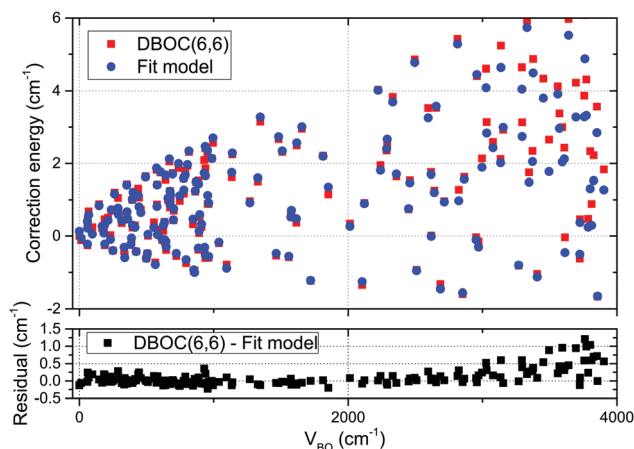 6
4
2
0
-2
Correction energy (cm⁻¹)
DBOC(6,6)
Fit model
1.5
1.0
0.5
0.0
0.5
Residual (cm⁻¹)
DBOC(6,6) - Fit model
0 2000 4000
V_BO (cm⁻¹)